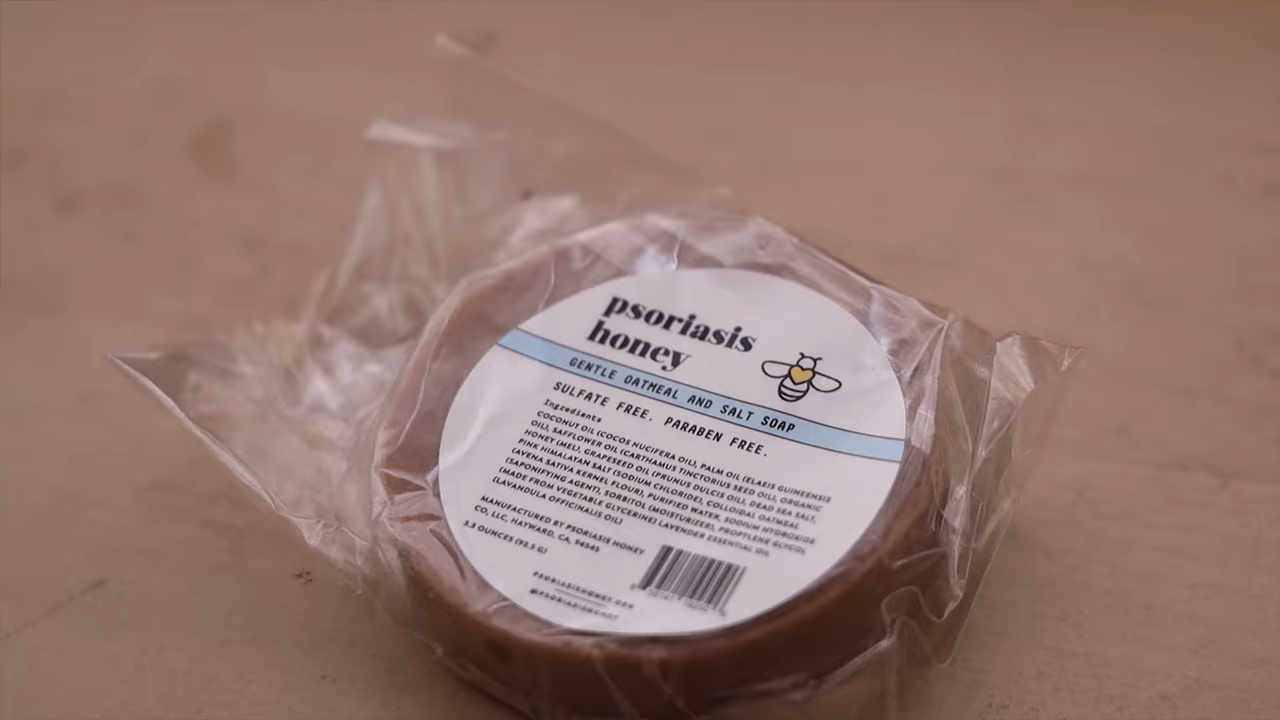 psoriasis
honey
GENTLE OATMEAL AND SALT SOAP
SULFATE FREE. PARABEN FREE.
Ingredients
COCONUT OIL (COCOS NUCIFERA OIL), PALM OIL (ELAEIS GUINEENSIS
OIL), SAFFLOWER OIL (CARTHAMUS TINCTORIUS SEED OIL), ORGANIC
HONEY (MEL), GRAPESEED OIL (PRUNUS DULCIS OIL), DEAD SEA SALT,
PINK HIMALAYAN SALT (SODIUM CHLORIDE), COLLOIDAL OATMEAL
(AVENA SATIVA KERNEL FLOUR), PURIFIED WATER, SODIUM HYDROXIDE
(SAPONIFYING AGENT), SORBITOL (MOISTURIZER), PROPYLENE GLYCOL
(MADE FROM VEGETABLE GLYCERINE) LAVENDER ESSENTIAL OIL
(LAVANDULA OFFICINALIS OIL)
MANUFACTURED BY PSORIASIS HONEY
CO, LLC, HAYWARD, CA, 94545
3.3 OUNCES (93.5 G)
PSORIASISHONEY.ORG
@PSORIASISHONEY